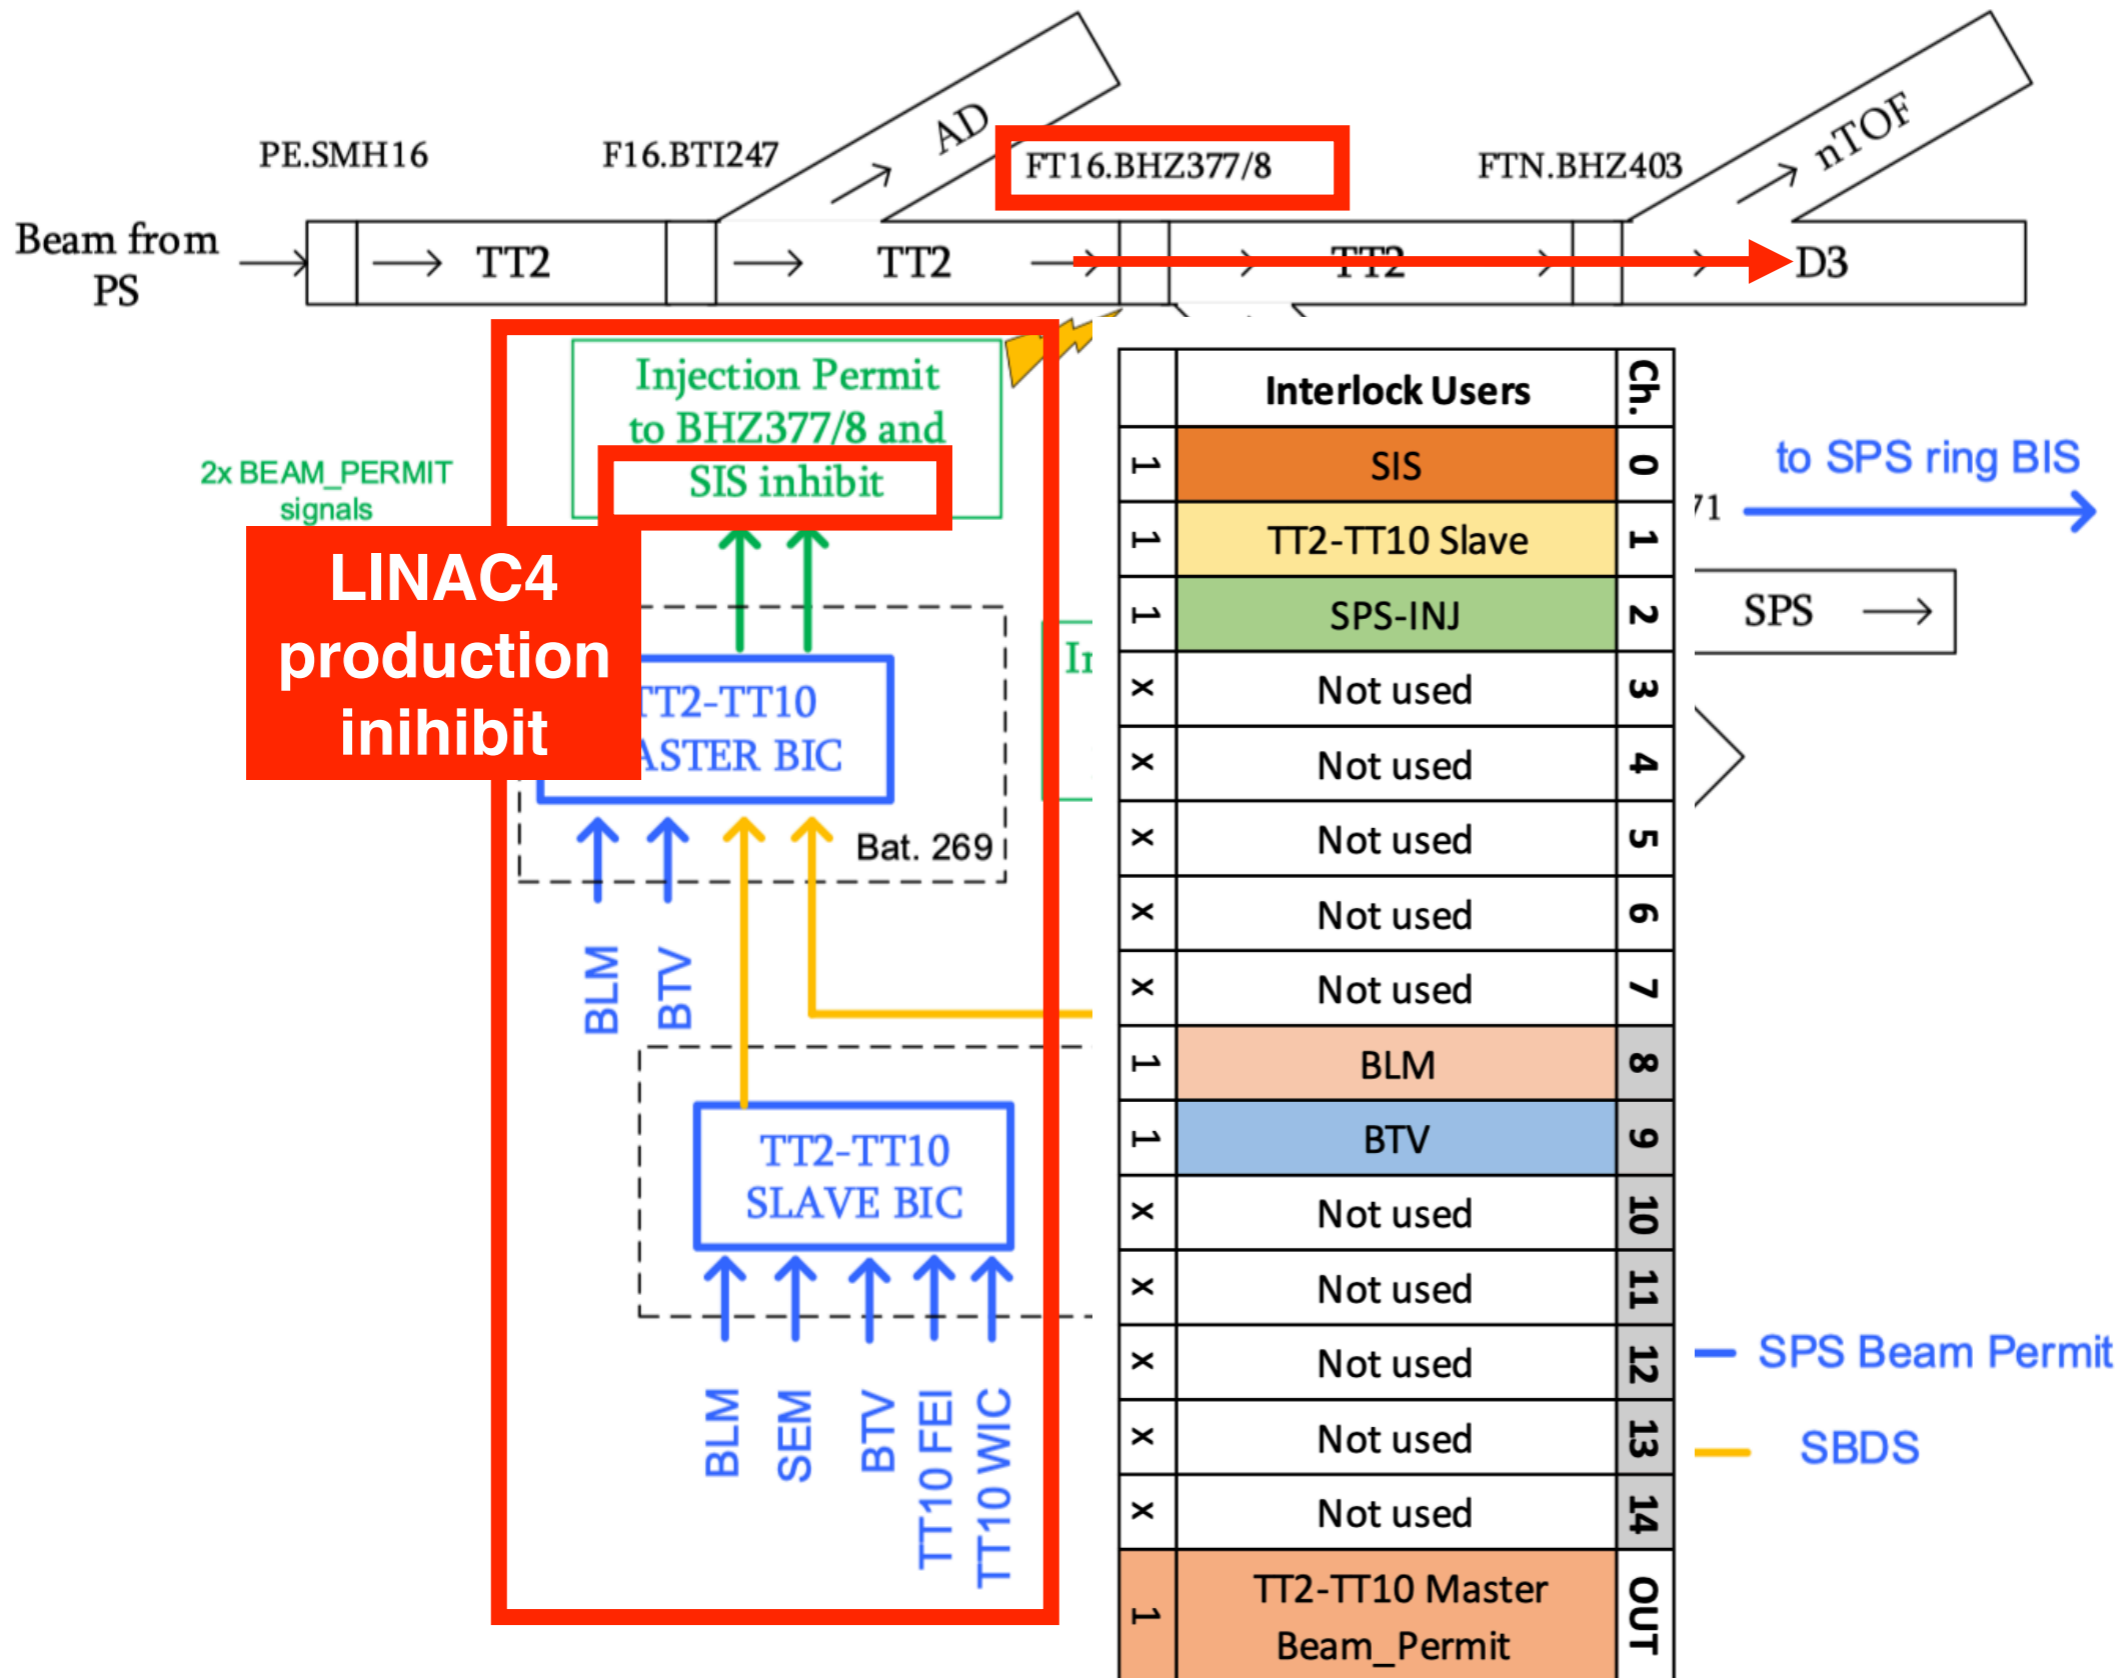 PE.SMH16
F16.BTI247
AD
FT16.BHZ377/8
FTN.BHZ403
nTOF
Beam from
PS
TT2
TT2
TT2
D3
Injection Permit
to BHZ377/8 and
SIS inhibit
2x BEAM_PERMIT
signals
LINAC4
production
inihibit
TT2-TT10
ASTER BIC
Bat. 269
BLM
BTV
TT2-TT10
SLAVE BIC
BLM
SEM
BTV
TT10 FEI
TT10 WIC
Interlock Users Ch.
1 SIS 0
1 TT2-TT10 Slave 1
1 SPS-INJ 2
x Not used 3
x Not used 4
x Not used 5
x Not used 6
x Not used 7
1 BLM 8
1 BTV 9
x Not used 10
x Not used 11
x Not used 12
x Not used 13
x Not used 14
1 TT2-TT10 Master
Beam_Permit OUT
to SPS ring BIS
71
SPS
SPS Beam Permit
SBDS